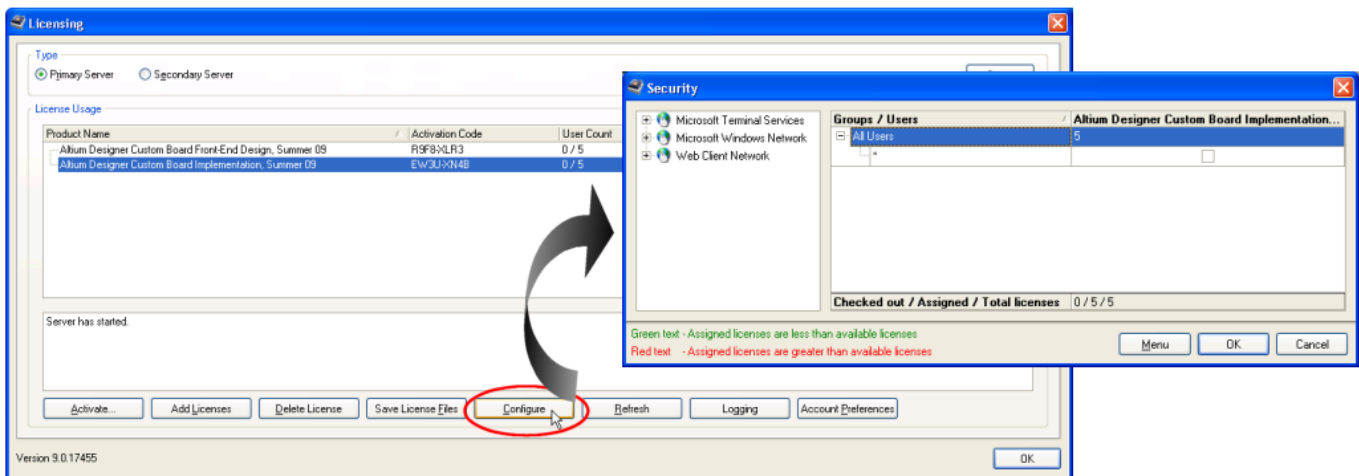 Licensing
Type
Primary Server Secondary Server
License Usage
Product Name / Activation Code User Count
Altium Designer Custom Board Front-End Design, Summer 09 R9F8-XLR3 0 / 5
Altium Designer Custom Board Implementation, Summer 09 EW3U-XN4B 0 / 5
Server has started.
Activate... Add Licenses Delete License Save License Files Configure Refresh Logging Account Preferences
Version 9.0.17455
OK
Security
Microsoft Terminal Services
Microsoft Windows Network
Web Client Network
Groups / Users / Altium Designer Custom Board Implementation...
All Users 5
*
Checked out / Assigned / Total licenses 0 / 5 / 5
Green text - Assigned licenses are less than available licenses
Red text - Assigned licenses are greater than available licenses
Menu OK Cancel